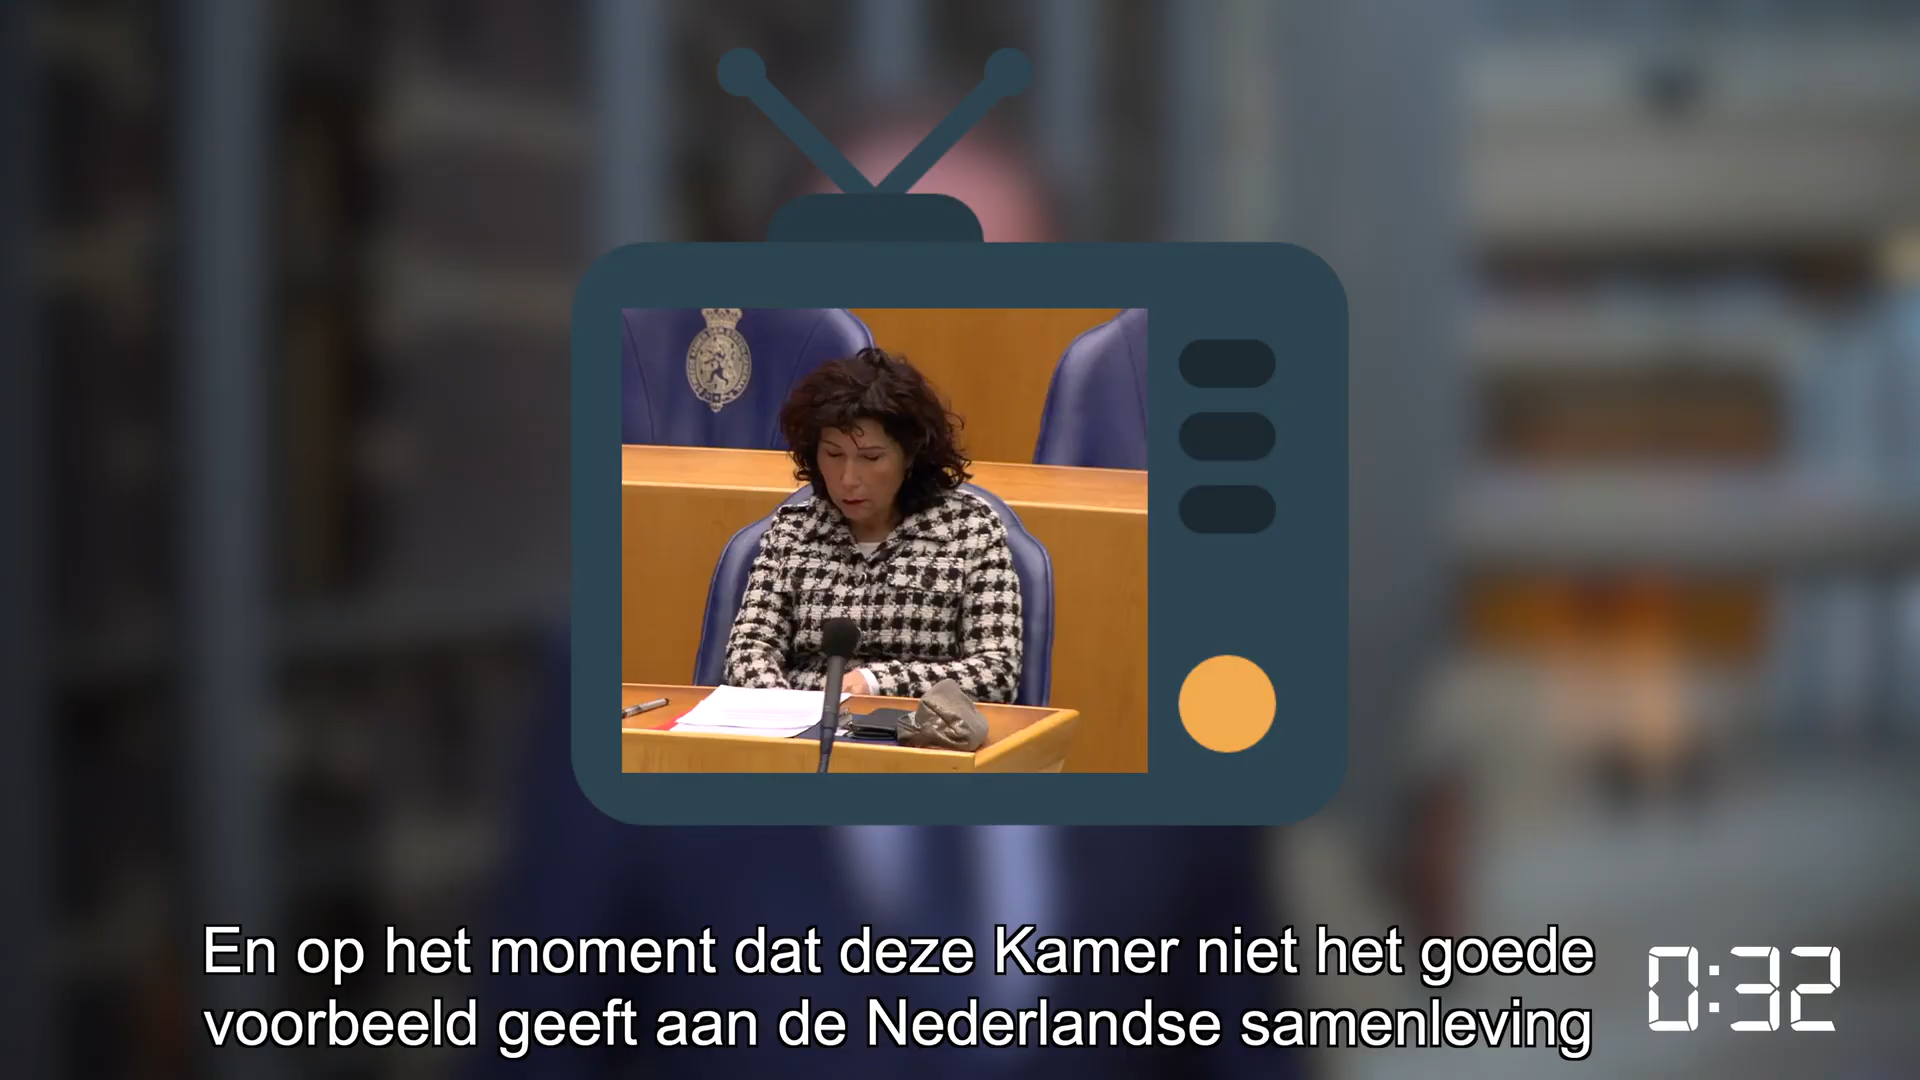 En op het moment dat deze Kamer niet het goede
voorbeeld geeft aan de Nederlandse samenleving
0:32